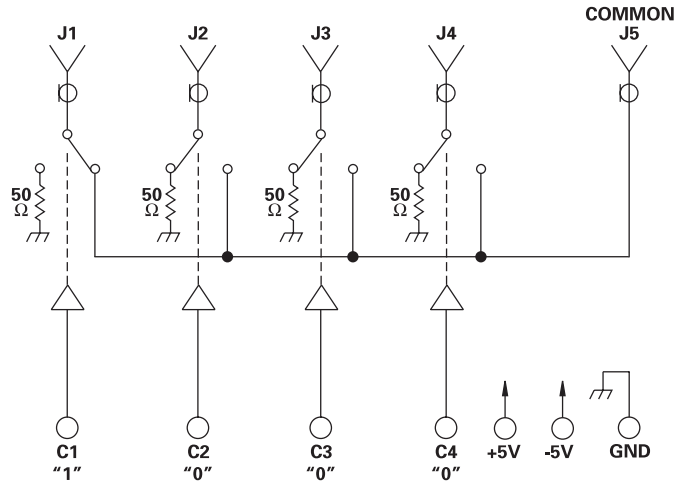 COMMON
J1 J2 J3 J4 J5
50 50 50 50
Ω Ω Ω Ω
C1 C2 C3 C4 +5V -5V GND
“1” “0” “0” “0”